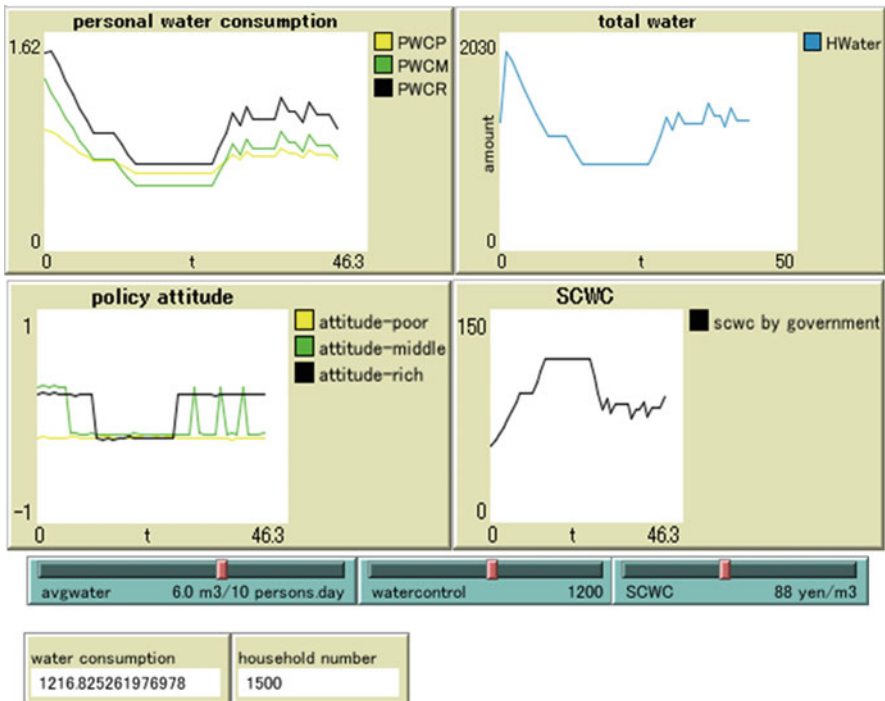 personal water consumption
1.62
0
0
t
46.3
PWCP
PWCM
PWCR
total water
2030
amount
0
0
t
50
HWater
policy attitude
1
-1
0
t
46.3
attitude-poor
attitude-middle
attitude-rich
SCWC
150
0
0
t
46.3
scwc by government
avgwater 6.0 m3/10 persons.day
watercontrol 1200
SCWC 88 yen/m3
water consumption
1216.825261976978
household number
1500